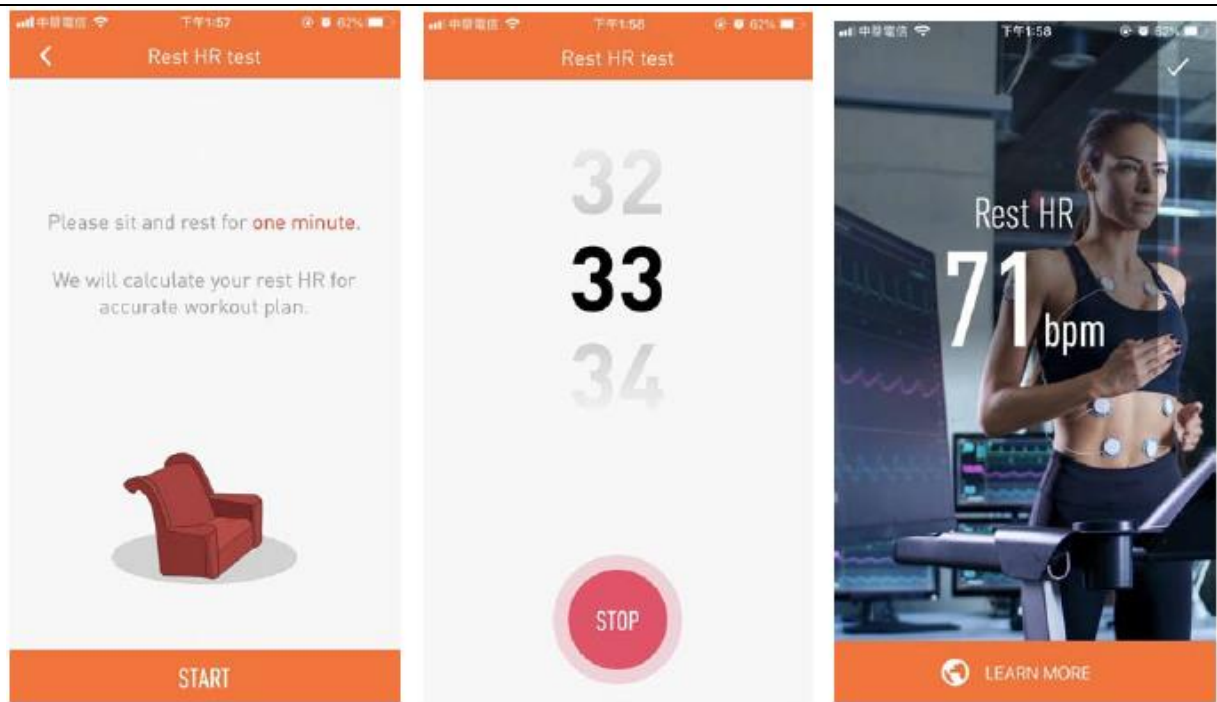 中華電信 下午1:57 62%
Rest HR test
Please sit and rest for one minute.
We will calculate your rest HR for
accurate workout plan.
START
中華電信 下午1:58 62%
Rest HR test
32
33
34
STOP
中華電信 下午1:58 62%
Rest HR
71 bpm
LEARN MORE